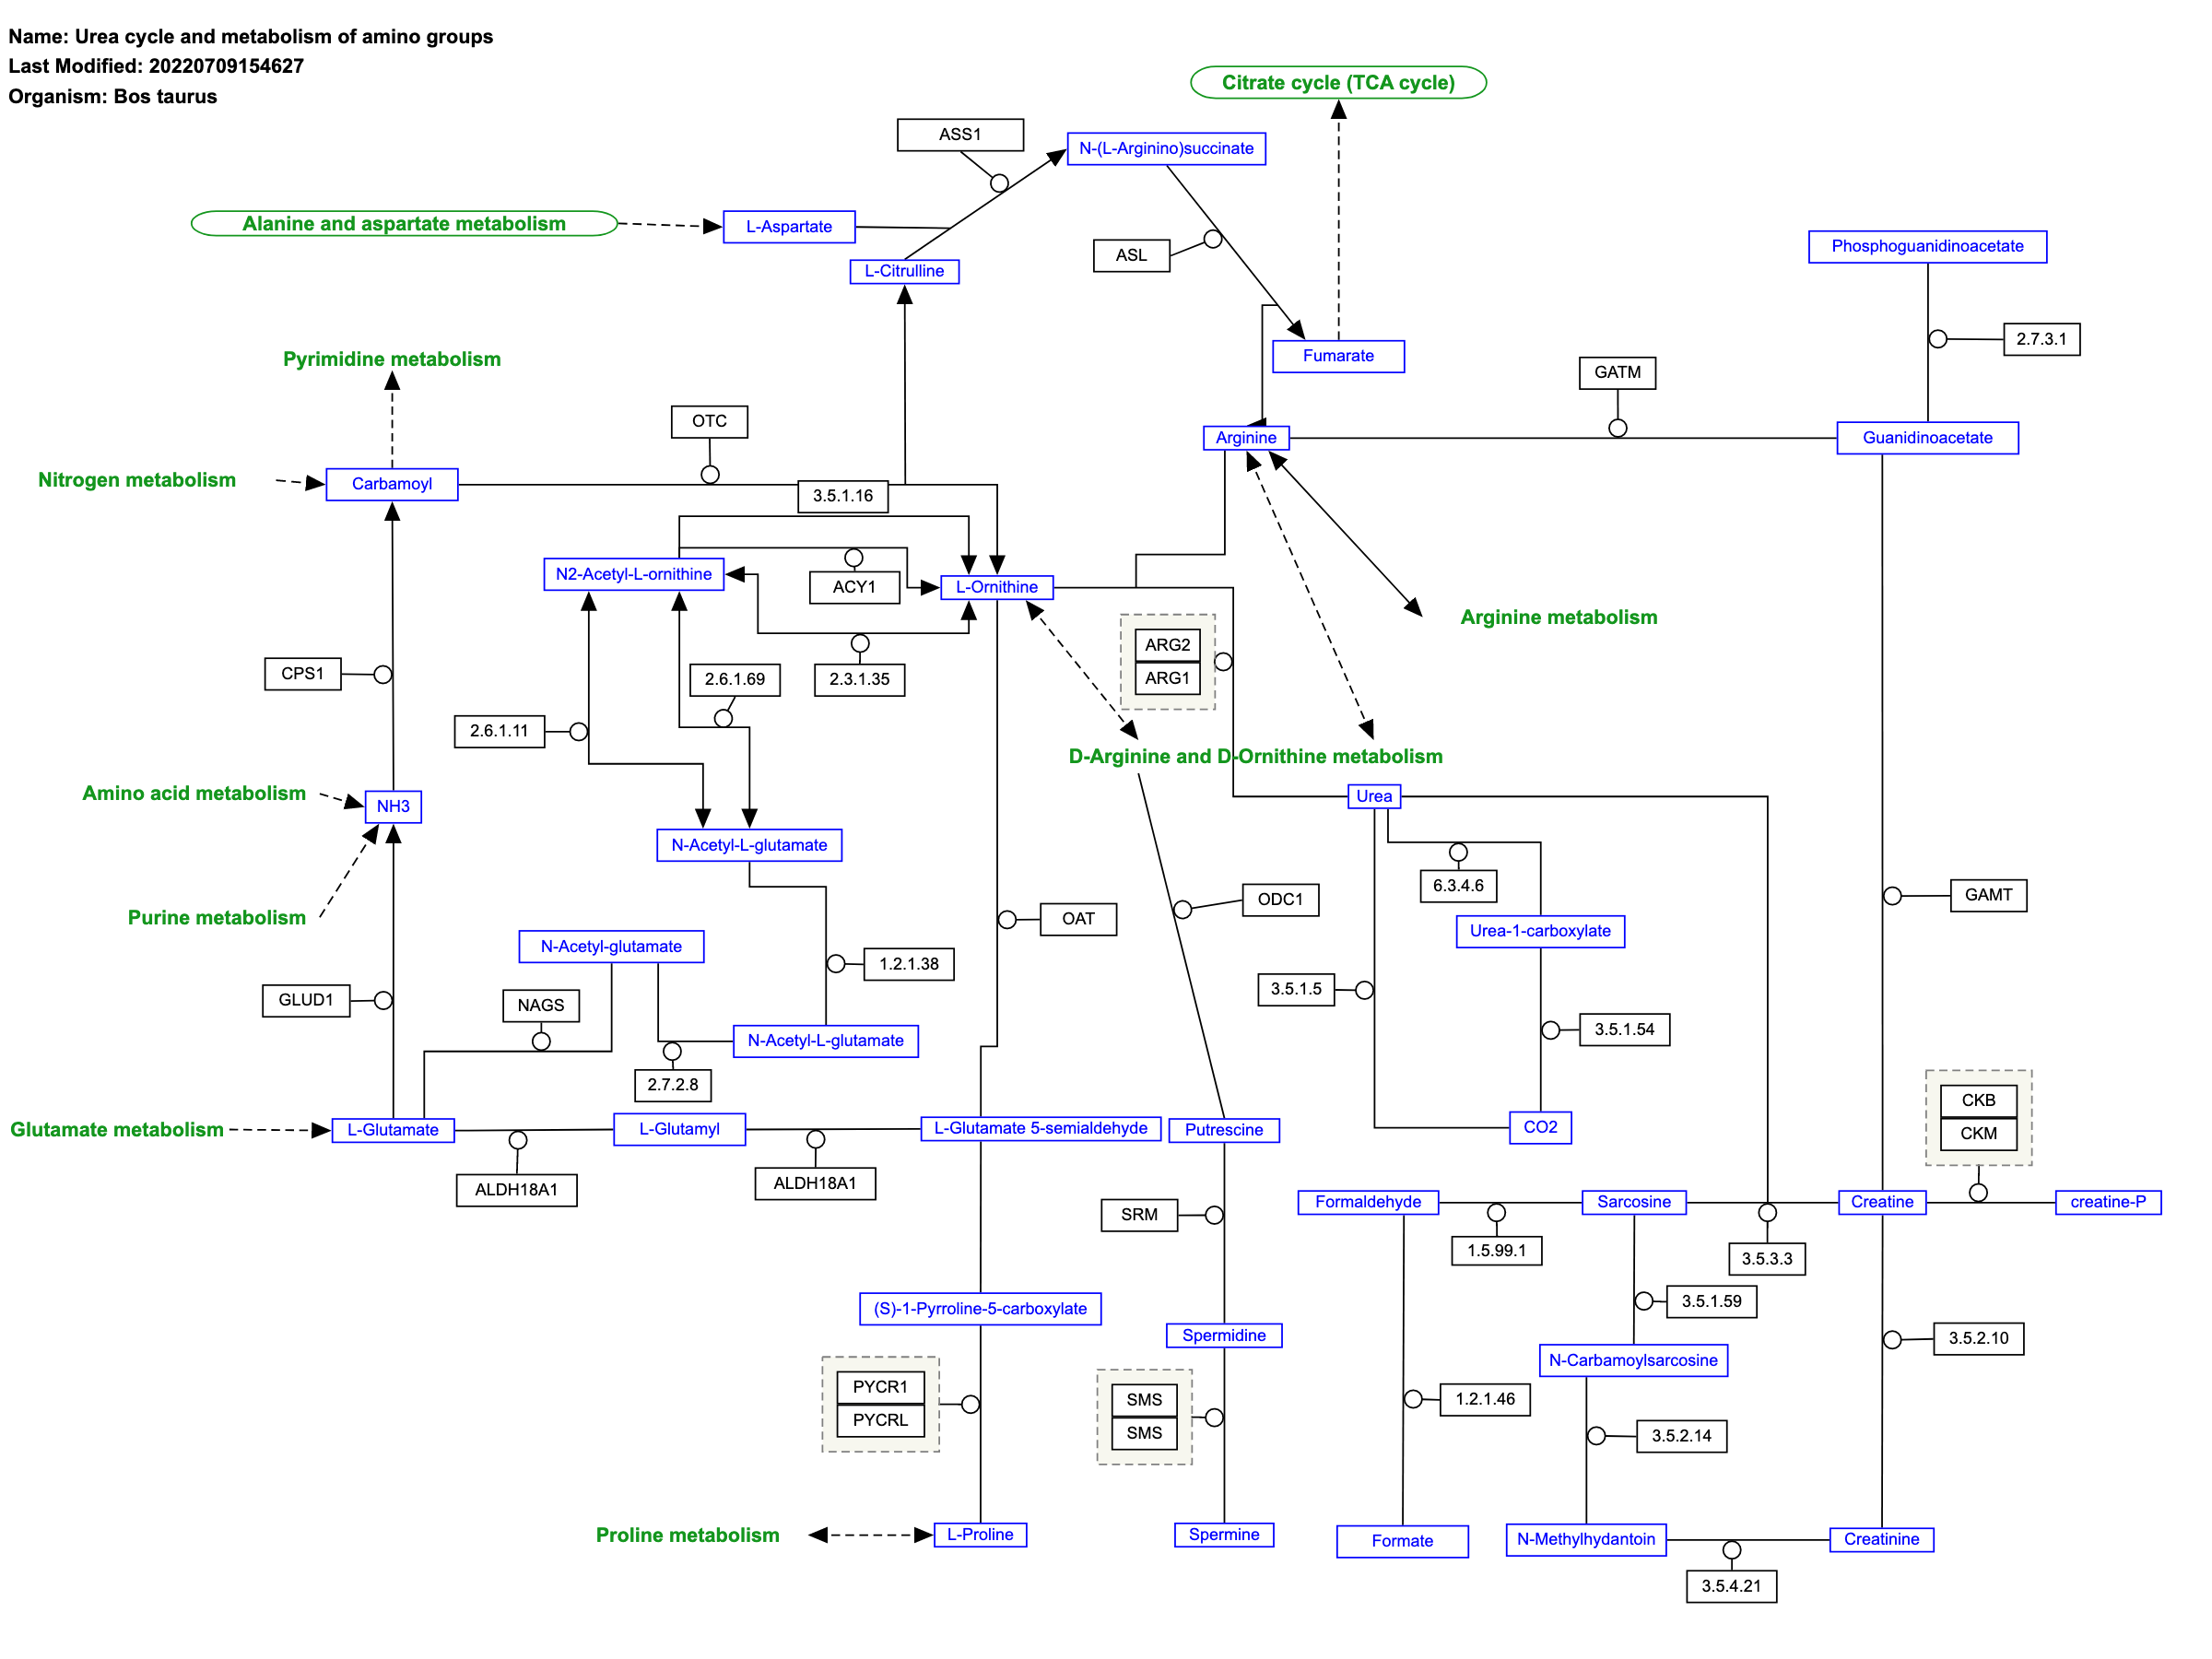 Name: Urea cycle and metabolism of amino groups
Last Modified: 20220709154627
Organism: Bos taurus
Citrate cycle (TCA cycle)
ASS1
N-(L-Arginino)succinate
Alanine and aspartate metabolism
L-Aspartate
ASL
Phosphoguanidinoacetate
L-Citrulline
2.7.3.1
Pyrimidine metabolism
Fumarate
GATM
OTC
Arginine
Guanidinoacetate
Nitrogen metabolism
Carbamoyl
3.5.1.16
N2-Acetyl-L-ornithine
ACY1
L-Ornithine
Arginine metabolism
ARG2
ARG1
CPS1
2.6.1.69
2.3.1.35
2.6.1.11
D-Arginine and D-Ornithine metabolism
Amino acid metabolism
NH3
Urea
N-Acetyl-L-glutamate
6.3.4.6
Purine metabolism
OAT
ODC1
GAMT
Urea-1-carboxylate
N-Acetyl-glutamate
1.2.1.38
3.5.1.5
GLUD1
NAGS
3.5.1.54
N-Acetyl-L-glutamate
2.7.2.8
CKB
CKM
Glutamate metabolism
L-Glutamate
L-Glutamyl
L-Glutamate 5-semialdehyde
Putrescine
CO2
ALDH18A1
ALDH18A1
SRM
Formaldehyde
Sarcosine
Creatine
creatine-P
1.5.99.1
3.5.3.3
(S)-1-Pyrroline-5-carboxylate
3.5.1.59
Spermidine
3.5.2.10
N-Carbamoylsarcosine
PYCR1
PYCRL
SMS
SMS
1.2.1.46
3.5.2.14
Proline metabolism
L-Proline
Spermine
Formate
N-Methylhydantoin
Creatinine
3.5.4.21